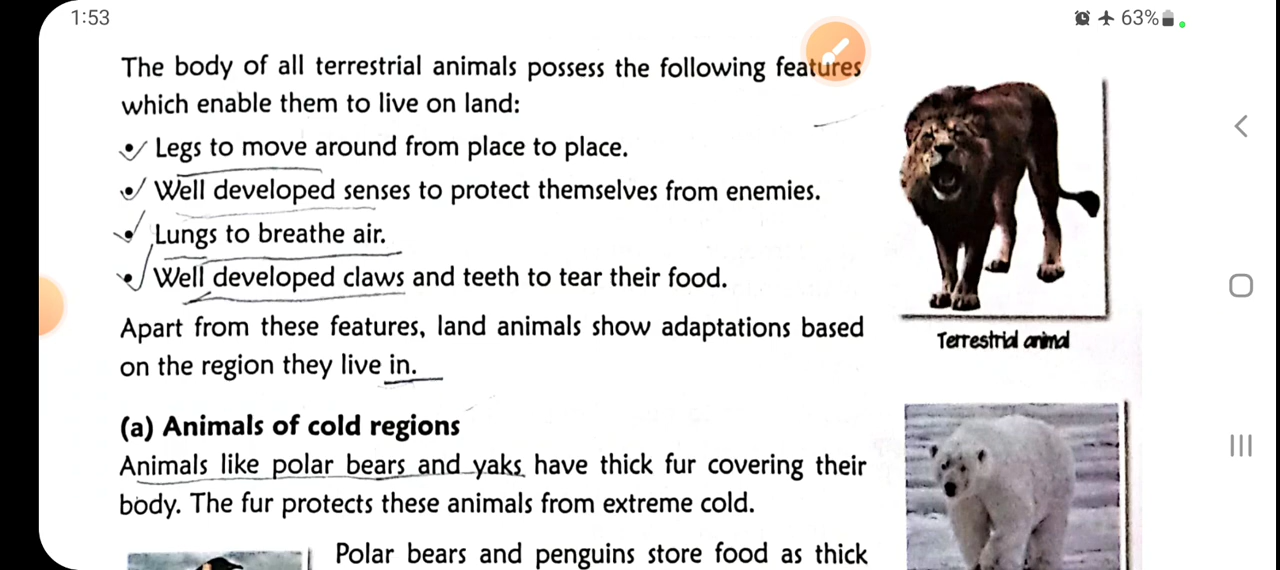 1:53
63%
The body of all terrestrial animals possess the following features
which enable them to live on land:
• Legs to move around from place to place.
• Well developed senses to protect themselves from enemies.
• Lungs to breathe air.
• Well developed claws and teeth to tear their food.
Apart from these features, land animals show adaptations based
on the region they live in.
Terrestrial animal
(a) Animals of cold regions
Animals like polar bears and yaks have thick fur covering their
body. The fur protects these animals from extreme cold.
Polar bears and penguins store food as thick